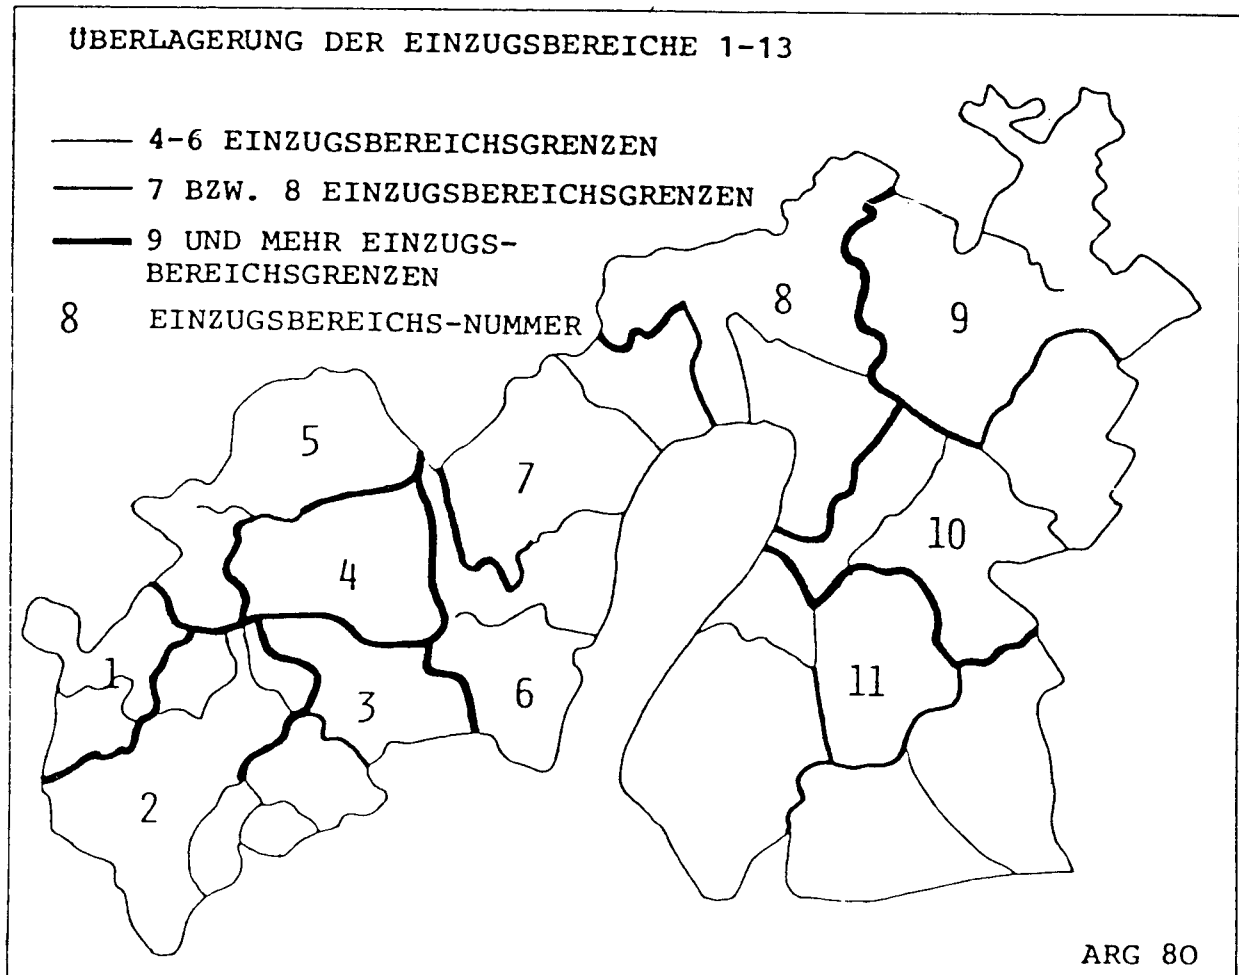 ÜBERLAGERUNG DER EINZUGSBEREICHE 1-13
4-6 EINZUGSBEREICHSGRENZEN
7 BZW. 8 EINZUGSBEREICHSGRENZEN
9 UND MEHR EINZUGS-
BEREICHSGRENZEN
8 EINZUGSBEREICHS-NUMMER
8
9
5
7
10
4
1
11
6
3
2
ARG 80